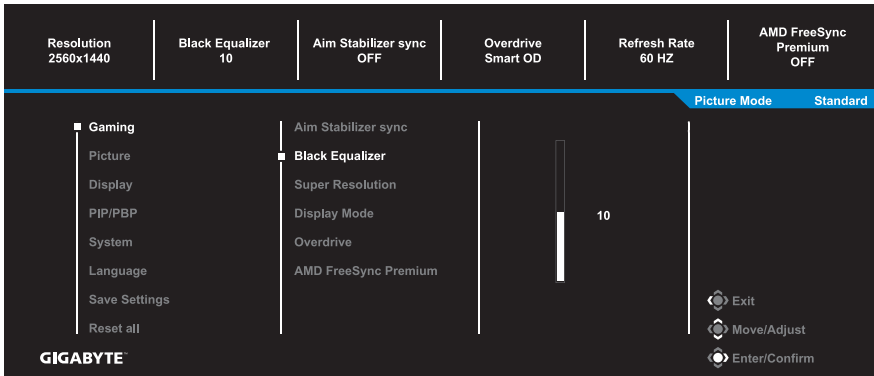 Resolution
2560x1440
Black Equalizer
10
Aim Stabilizer sync
OFF
Overdrive
Smart OD
Refresh Rate
60 HZ
AMD FreeSync
Premium
OFF
Picture Mode Standard
Gaming
Picture
Display
PIP/PBP
System
Language
Save Settings
Reset all
Aim Stabilizer sync
Black Equalizer
Super Resolution
Display Mode
Overdrive
AMD FreeSync Premium
10
Exit
Move/Adjust
Enter/Confirm
GIGABYTE™